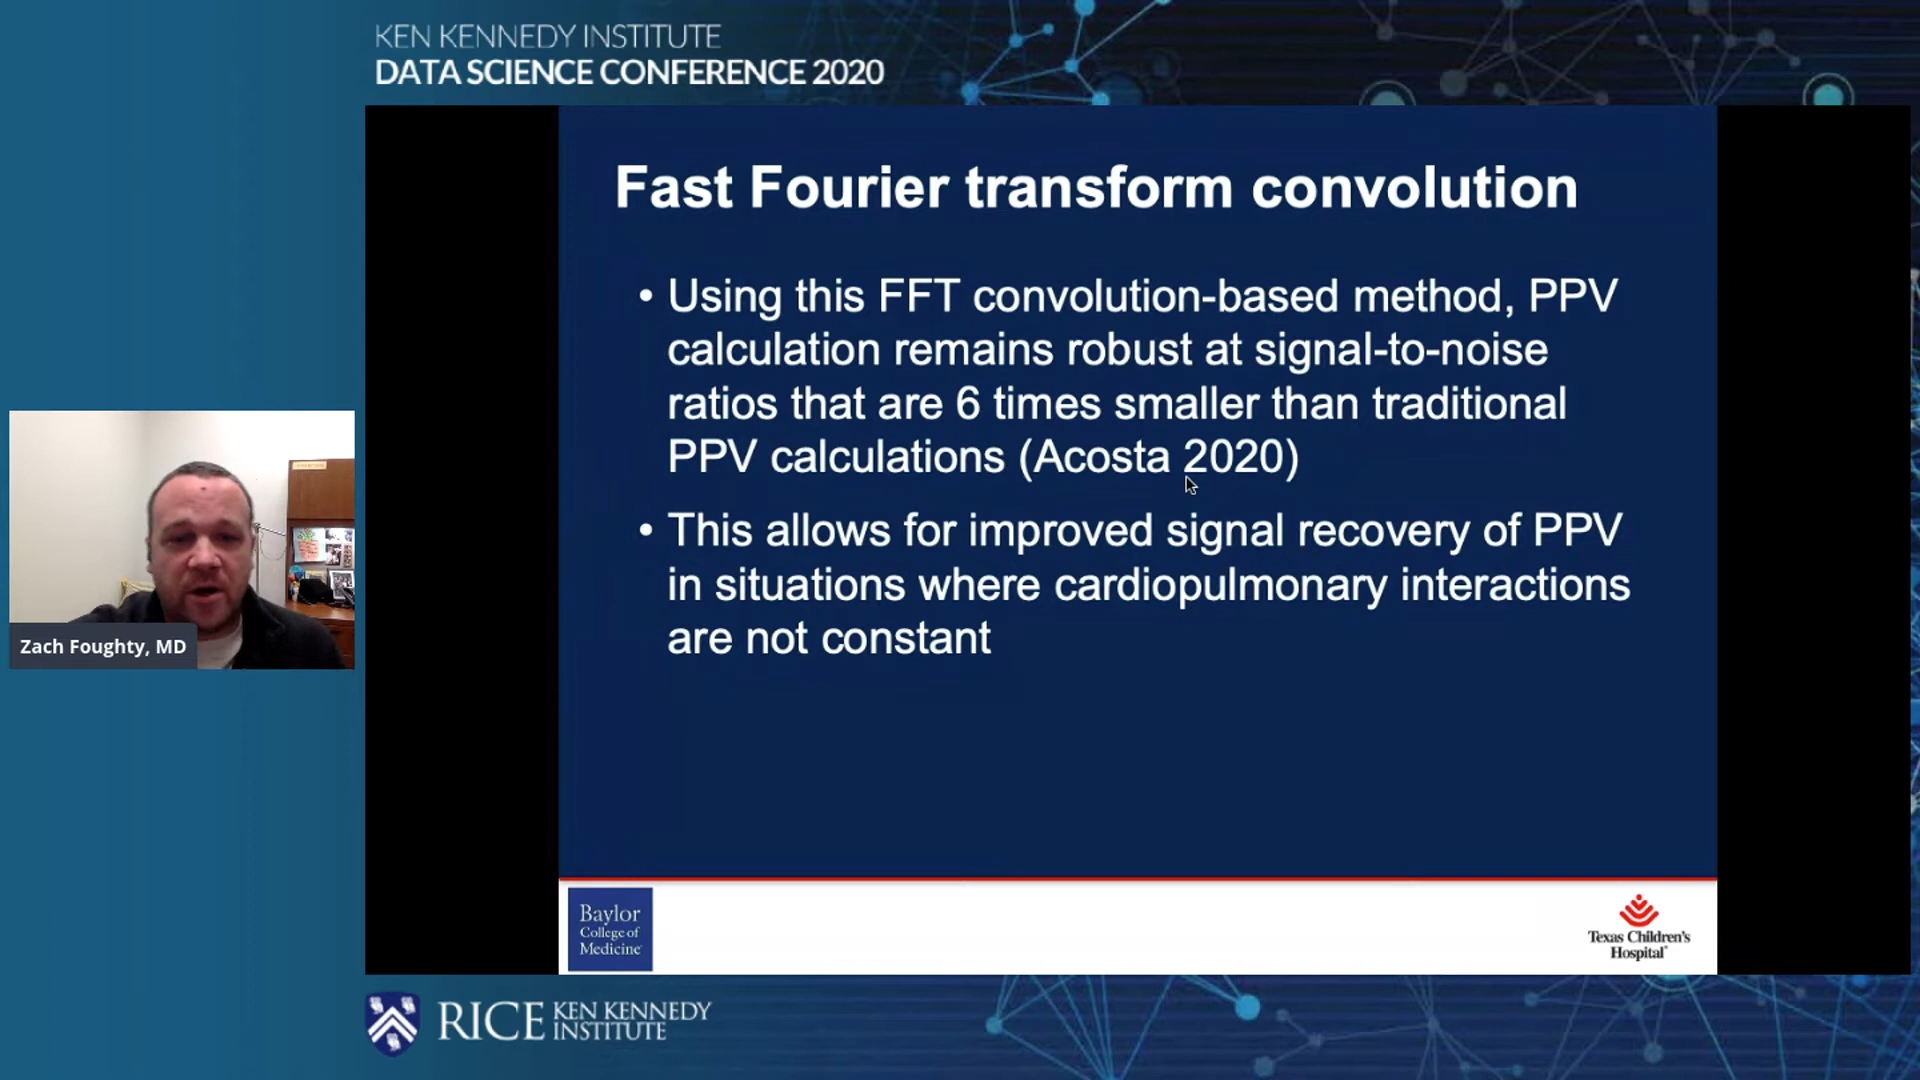 KEN KENNEDY INSTITUTE
DATA SCIENCE CONFERENCE 2020
Fast Fourier transform convolution
• Using this FFT convolution-based method, PPV
calculation remains robust at signal-to-noise
ratios that are 6 times smaller than traditional
PPV calculations (Acosta 2020)
• This allows for improved signal recovery of PPV
in situations where cardiopulmonary interactions
are not constant
Zach Foughty, MD
Baylor
College of
Medicine
Texas Children's
Hospital
RICE
KEN KENNEDY
INSTITUTE